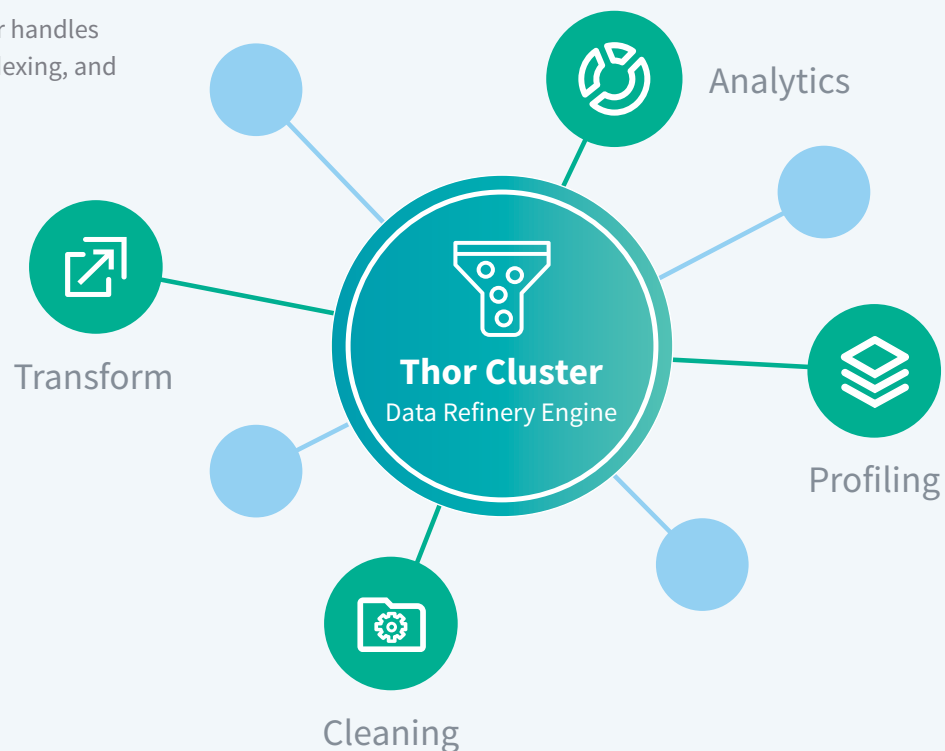 r handles
lexing, and
Analytics
Transform
Thor Cluster
Data Refinery Engine
Profiling
Cleaning